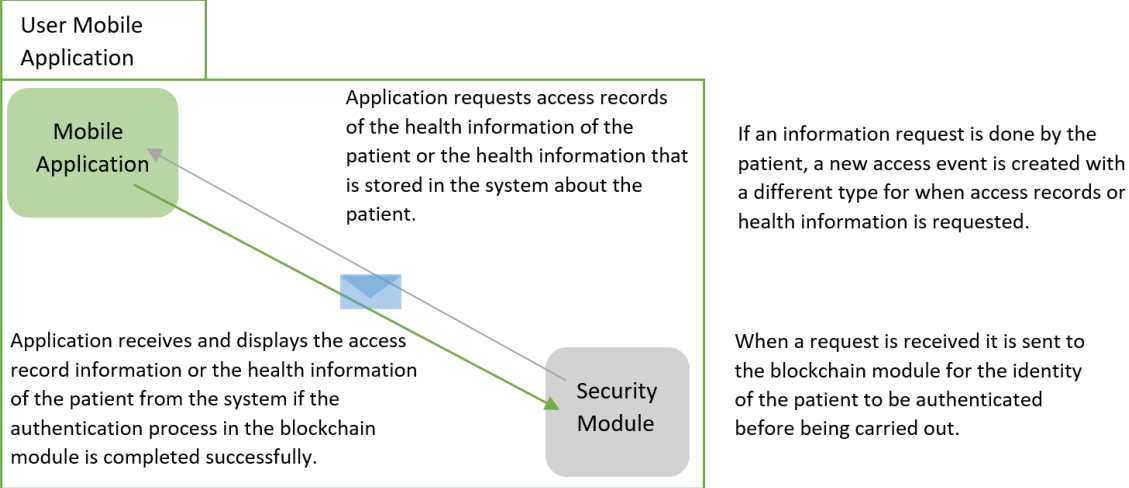 User Mobile
Application
Mobile
Application
Application requests access records
of the health information of the
patient or the health information that
is stored in the system about the
patient.
If an information request is done by the
patient, a new access event is created with
a different type for when access records or
health information is requested.
Application receives and displays the access
record information or the health information
of the patient from the system if the
authentication process in the blockchain
module is completed successfully.
Security
Module
When a request is received it is sent to
the blockchain module for the identity
of the patient to be authenticated
before being carried out.